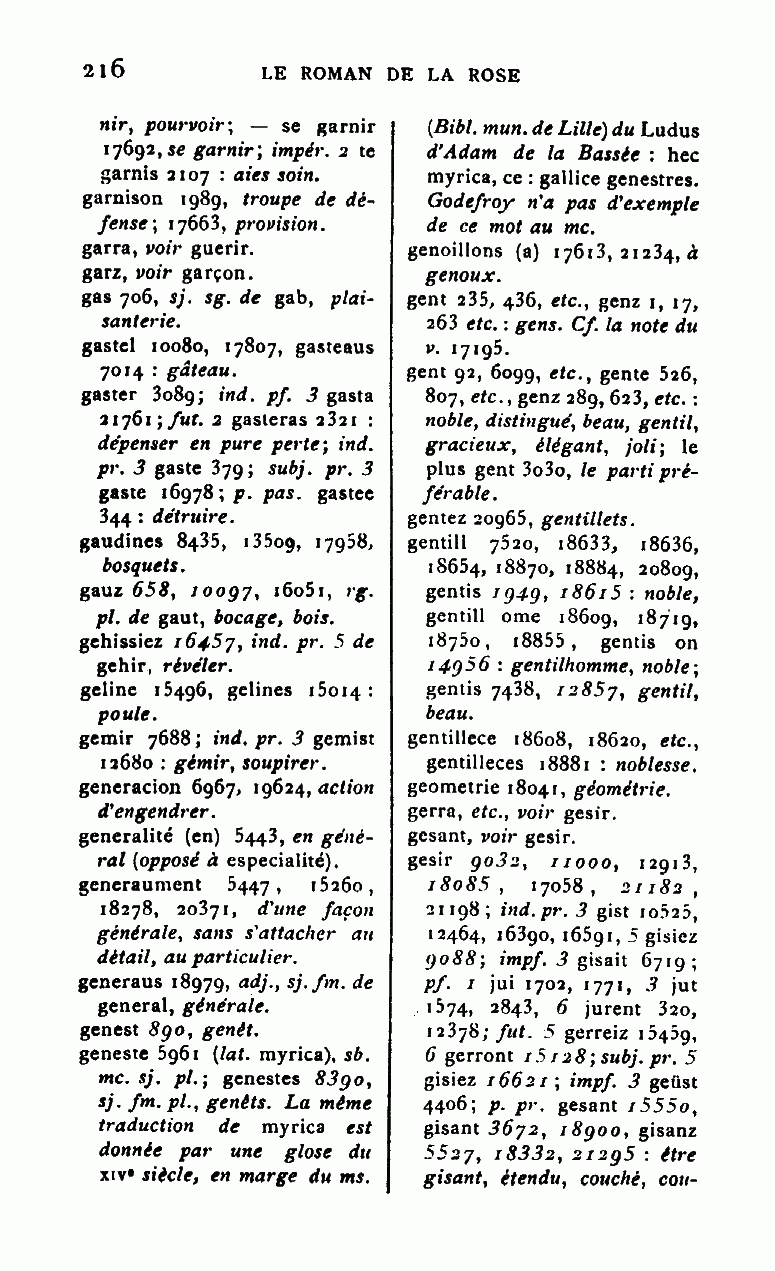 216
LE ROMAN DE LA ROSE
nir, pourvoir; — se garnir
17692, se garnir; impér. 2 te
garnis 2107 : aies soin.
garnison 1989, troupe de dé-
fense; 17663, provision.
garra, voir guerir.
garz, voir garçon.
gas 706, sj. sg. de gab, plai-
santerie.
gastel 10080, 17807, gasteaus
7014 : gâteau.
gaster 3089; ind. pf. 3 gasta
21761; fut. 2 gasteras 2321 :
dépenser en pure perte; ind.
pr. 3 gaste 379; subj. pr. 3
gaste 16978; p. pas. gastee
344 : détruire.
gaudines 8435, 13509, 17958,
bosquets.
gauz 658, 10097, 16051, rg.
pl. de gaut, bocage, bois.
gehissiez 16457, ind. pr. 5 de
gehir, révéler.
geline 15496, gelines 15014 :
poule.
gemir 7688; ind. pr. 3 gemist
12680 : gémir, soupirer.
generacion 6967, 19624, action
d'engendrer.
generalité (en) 5443, en géné-
ral (opposé à especialité).
generaument 5447, 15260,
18278, 20371, d'une façon
générale, sans s'attacher au
détail, au particulier.
generaus 18979, adj., sj. fm. de
general, générale.
genest 890, genêt.
geneste 5961 (lat. myrica), sb.
mc. sj. pl.; genestes 8390,
sj. fm. pl., genêts. La même
traduction de myrica est
donnée par une glose du
XIVe siècle, en marge du ms.
(Bibl. mun. de Lille) du Ludus
d'Adam de la Bassée : hec
myrica, ce : gallice genestres.
Godefroy n'a pas d'exemple
de ce mot au mc.
genoillons (a) 17613, 21234, à
genoux.
gent 235, 436, etc., genz 1, 17,
263 etc. : gens. Cf. la note du
v. 17195.
gent 92, 6099, etc., gente 526,
807, etc., genz 289, 623, etc. :
noble, distingué, beau, gentil,
gracieux, élégant, joli; le
plus gent 3030, le parti pré-
férable.
gentez 20965, gentillets.
gentill 7520, 18633, 18636,
18654, 18870, 18884, 20809,
gentis 1949, 18615 : noble,
gentill ome 18609, 18719,
18750, 18855, gentis on
14956 : gentilhomme, noble;
gentis 7438, 12857, gentil,
beau.
gentillece 18608, 18620, etc.,
gentilleces 18881 : noblesse.
geometrie 18041, géométrie.
gerra, etc., voir gesir.
gesant, voir gesir.
gesir 9032, 11000, 12913,
18085, 17058, 21182,
21198; ind. pr. 3 gist 10525,
12464, 16390, 16591, 5 gisiez
9088; impf. 3 gisait 6719;
pf. 1 jui 1702, 1771, 3 jut
1574, 2843, 6 jurent 320,
12378; fut. 5 gerreiz 15459,
6 gerront 15128; subj. pr. 5
gisiez 16621; impf. 3 geüst
4406; p. pr. gesant 15550,
gisant 3672, 18900, gisanz
5527, 18332, 21295 : être
gisant, étendu, couché, cou-